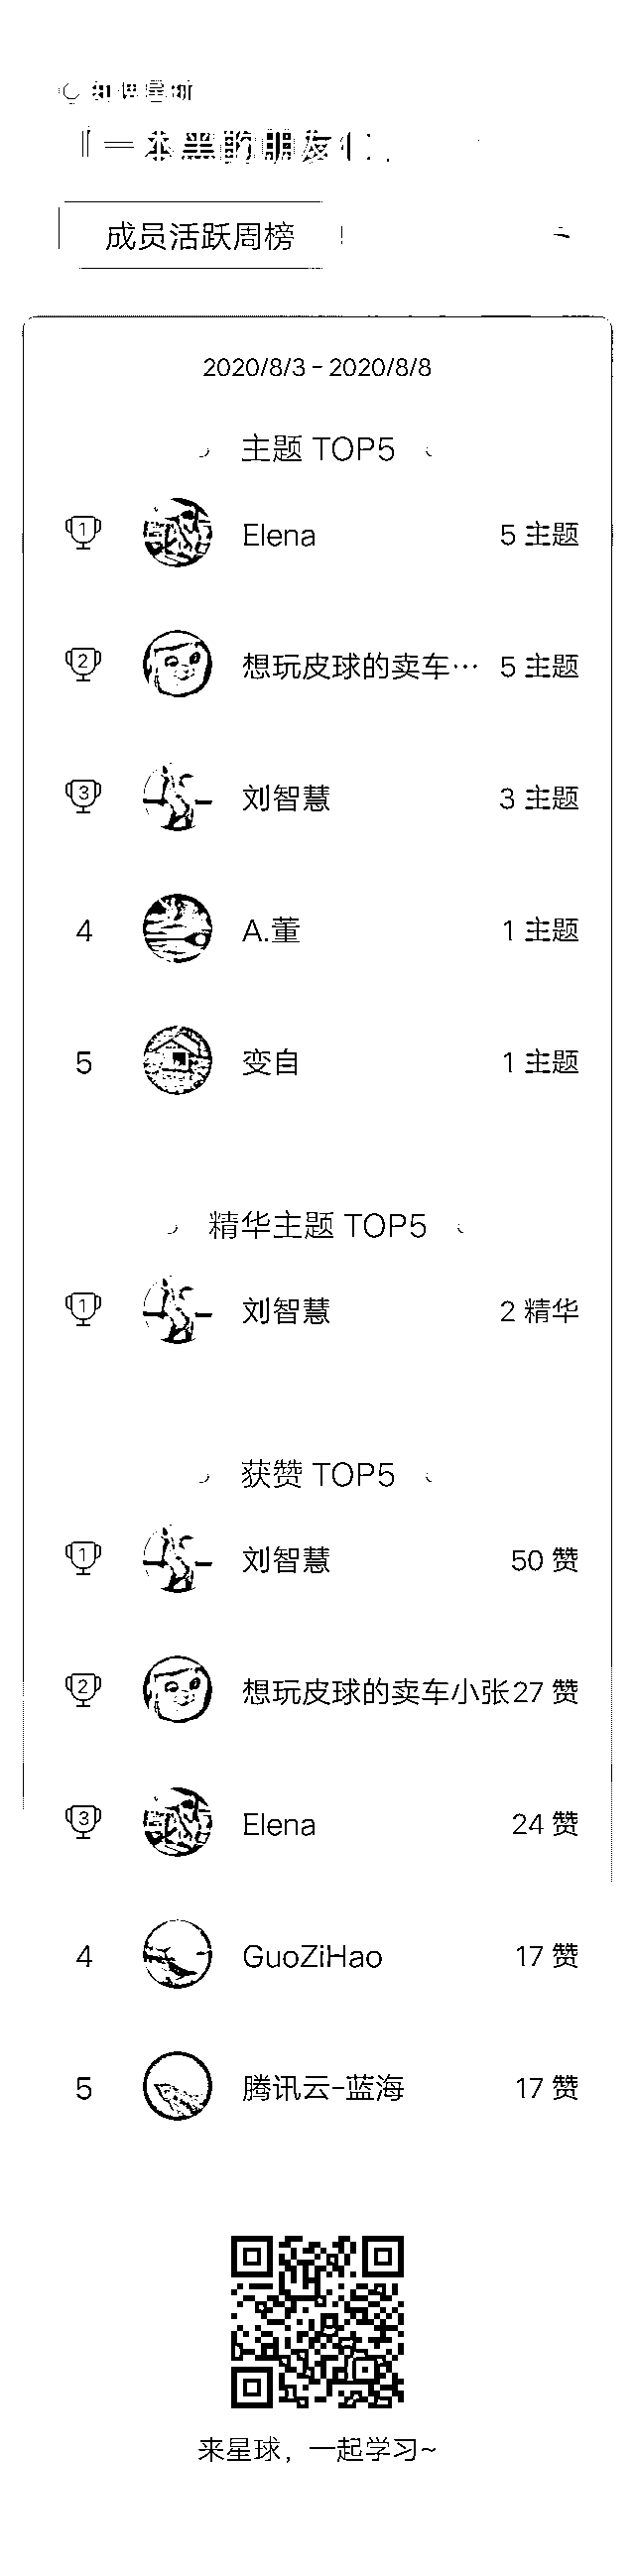 成员活跃周榜
2020/8/3 - 2020/8/8
主题 TOP5
1 Elena 5 主题
2 想玩皮球的卖车… 5 主题
3 刘智慧 3 主题
4 A.董 1 主题
5 变自 1 主题
精华主题 TOP5
1 刘智慧 2 精华
获赞 TOP5
1 刘智慧 50 赞
2 想玩皮球的卖车小张27 赞
3 Elena 24 赞
4 GuoZiHao 17 赞
5 腾讯云-蓝海 17 赞
来星球，一起学习~